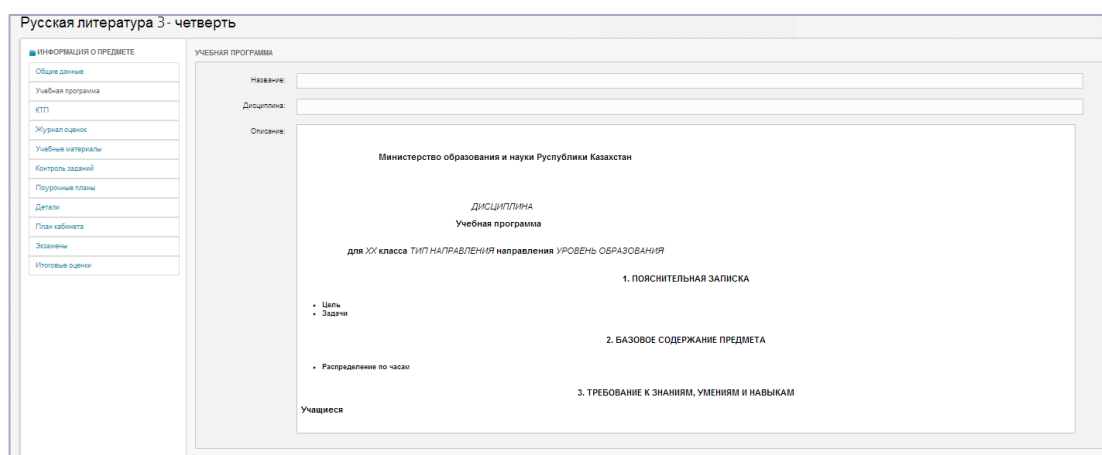 Русская литература 3- четверть
ИНФОРМАЦИЯ О ПРЕДМЕТЕ
Общие данные
Учебная программа
КТП
Журнал оценок
Учебные материалы
Контроль заданий
Поурочные планы
Детали
План кабинета
Экзамены
Итоговые оценки
УЧЕБНАЯ ПРОГРАММА
Название:
Дисциплина:
Описание:
Министерство образования и науки Руспублики Казахстан
ДИСЦИПЛИНА
Учебная программа
для XX класса ТИП НАПРАВЛЕНИЯ направления УРОВЕНЬ ОБРАЗОВАНИЯ
1. ПОЯСНИТЕЛЬНАЯ ЗАПИСКА
• Цель
• Задачи
2. БАЗОВОЕ СОДЕРЖАНИЕ ПРЕДМЕТА
• Распределение по часам
3. ТРЕБОВАНИЕ К ЗНАНИЯМ, УМЕНИЯМ И НАВЫКАМ
Учащиеся